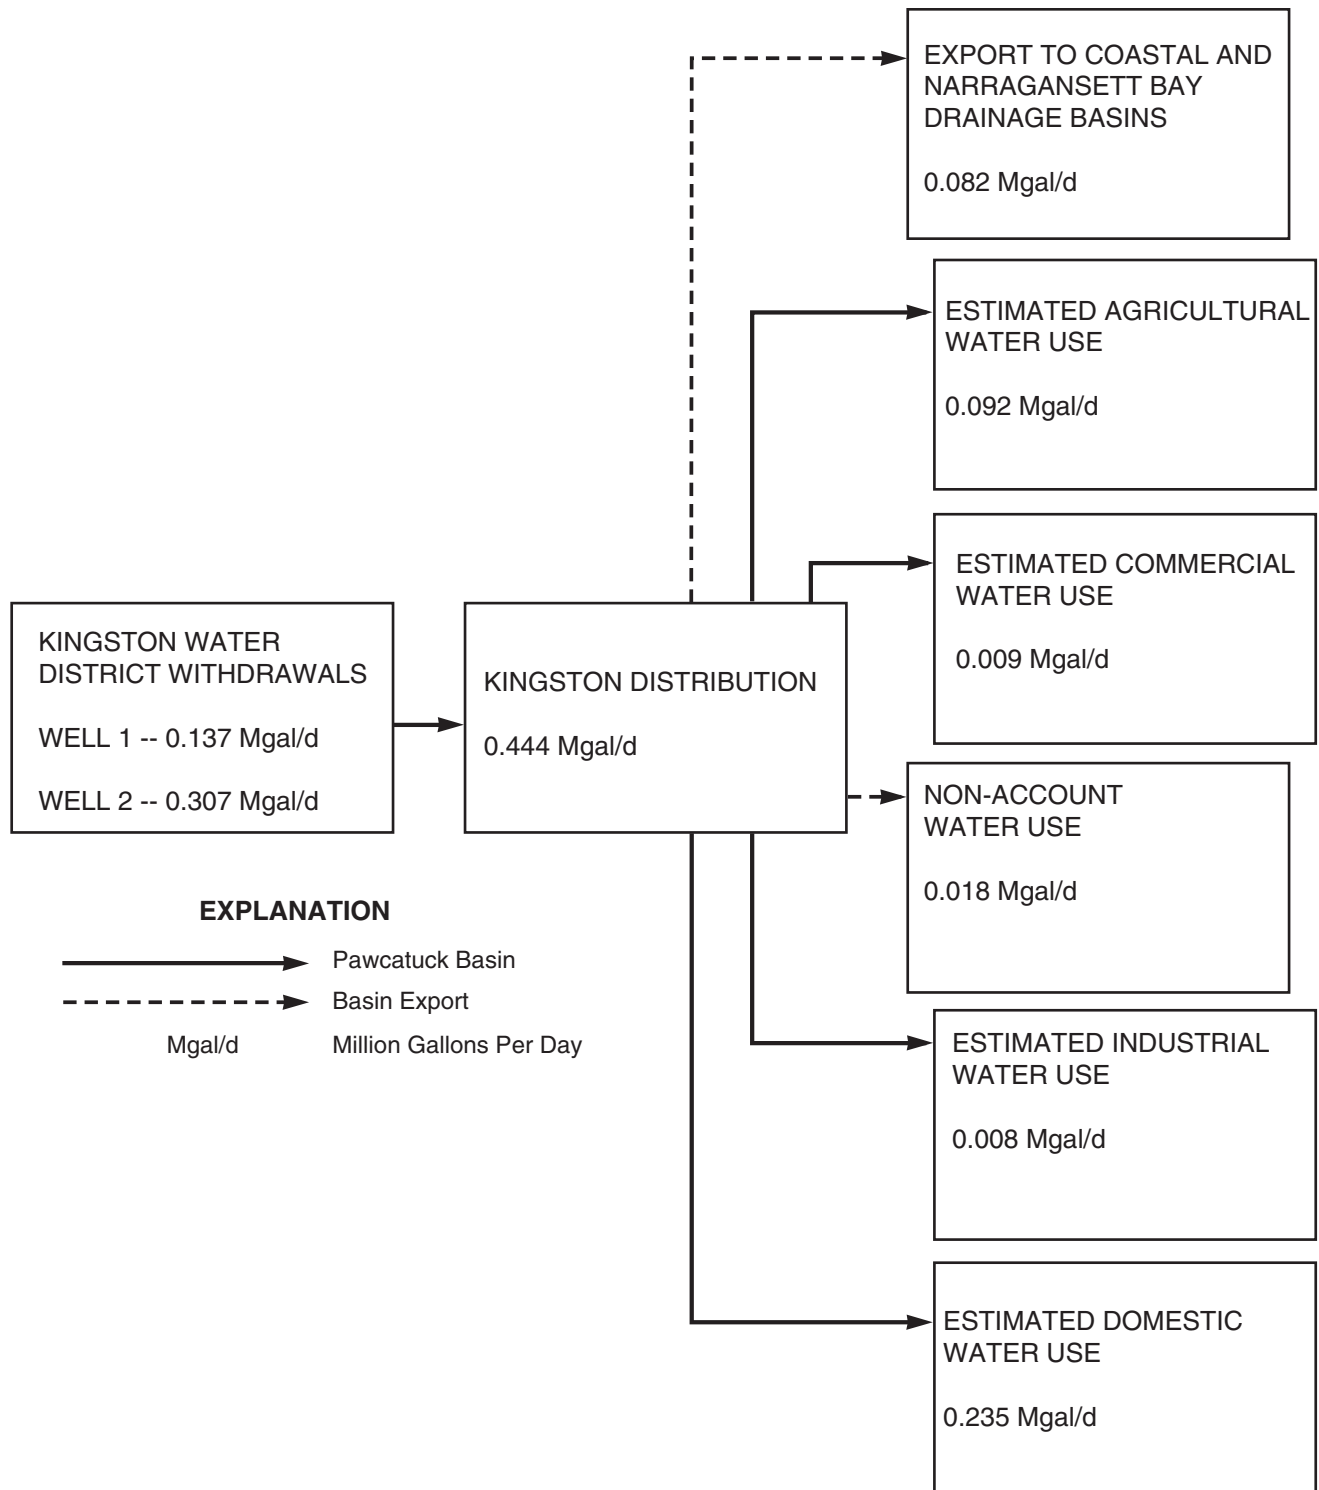 EXPORT TO COASTAL AND
NARRAGANSETT BAY
DRAINAGE BASINS
0.082 Mgal/d
ESTIMATED AGRICULTURAL
WATER USE
0.092 Mgal/d
ESTIMATED COMMERCIAL
WATER USE
0.009 Mgal/d
KINGSTON WATER
DISTRICT WITHDRAWALS
WELL 1 -- 0.137 Mgal/d
WELL 2 -- 0.307 Mgal/d
KINGSTON DISTRIBUTION
0.444 Mgal/d
NON-ACCOUNT
WATER USE
0.018 Mgal/d
EXPLANATION
Pawcatuck Basin
Basin Export
Mgal/d Million Gallons Per Day
ESTIMATED INDUSTRIAL
WATER USE
0.008 Mgal/d
ESTIMATED DOMESTIC
WATER USE
0.235 Mgal/d